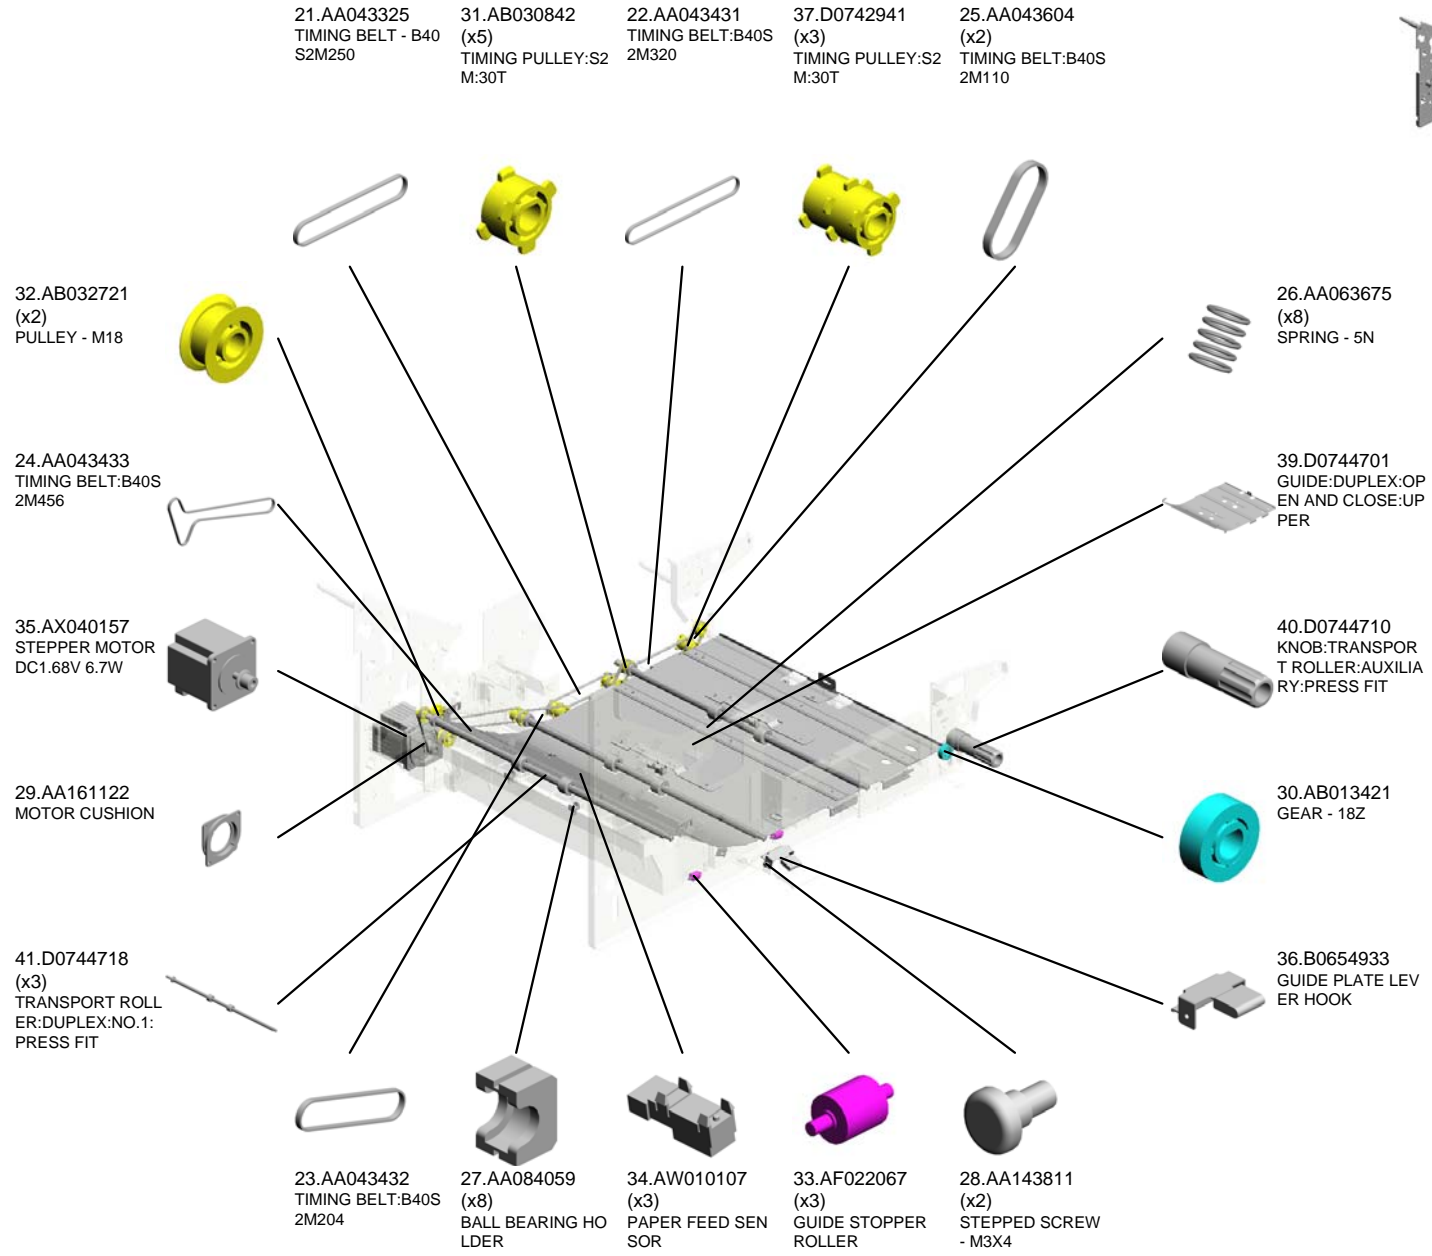 21.AA043325
TIMING BELT - B40
S2M250
31.AB030842
(x5)
TIMING PULLEY:S2
M:30T
22.AA043431
TIMING BELT:B40S
2M320
37.D0742941
(x3)
TIMING PULLEY:S2
M:30T
25.AA043604
(x2)
TIMING BELT:B40S
2M110
32.AB032721
(x2)
PULLEY - M18
26.AA063675
(x8)
SPRING - 5N
24.AA043433
TIMING BELT:B40S
2M456
39.D0744701
GUIDE:DUPLEX:OP
EN AND CLOSE:UP
PER
35.AX040157
STEPPER MOTOR
DC1.68V 6.7W
40.D0744710
KNOB:TRANSPOR
T ROLLER:AUXILIA
RY:PRESS FIT
29.AA161122
MOTOR CUSHION
30.AB013421
GEAR - 18Z
41.D0744718
(x3)
TRANSPORT ROLL
ER:DUPLEX:NO.1:
PRESS FIT
36.B0654933
GUIDE PLATE LEV
ER HOOK
23.AA043432
TIMING BELT:B40S
2M204
27.AA084059
(x8)
BALL BEARING HO
LDER
34.AW010107
(x3)
PAPER FEED SEN
SOR
33.AF022067
(x3)
GUIDE STOPPER
ROLLER
28.AA143811
(x2)
STEPPED SCREW
- M3X4